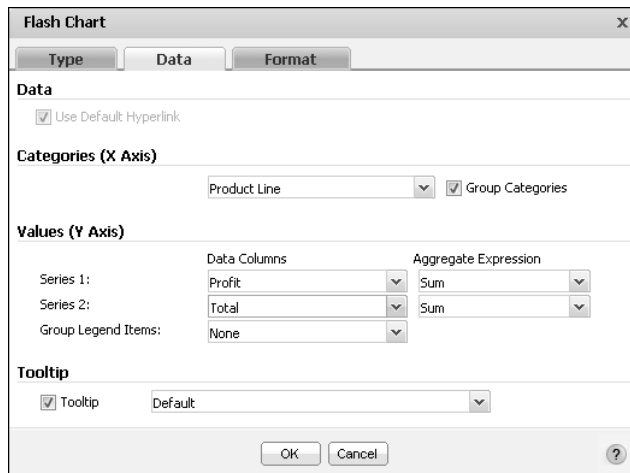 Flash Chart x
Type Data Format
Data
Use Default Hyperlink
Categories (X Axis)
Product Line Group Categories
Values (Y Axis)
Data Columns Aggregate Expression
Series 1: Profit Sum
Series 2: Total Sum
Group Legend Items: None
Tooltip
Tooltip Default
OK Cancel ?